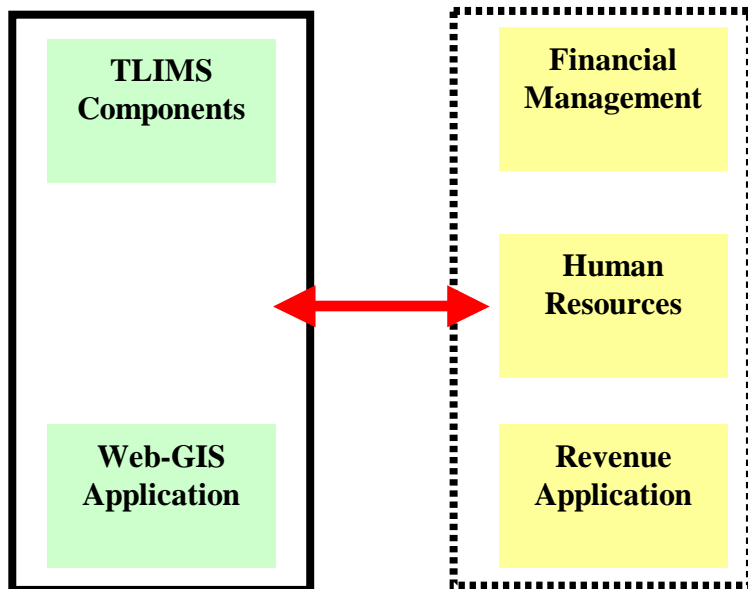 TLIMS
Components
Web-GIS
Application
Financial
Management
Human
Resources
Revenue
Application